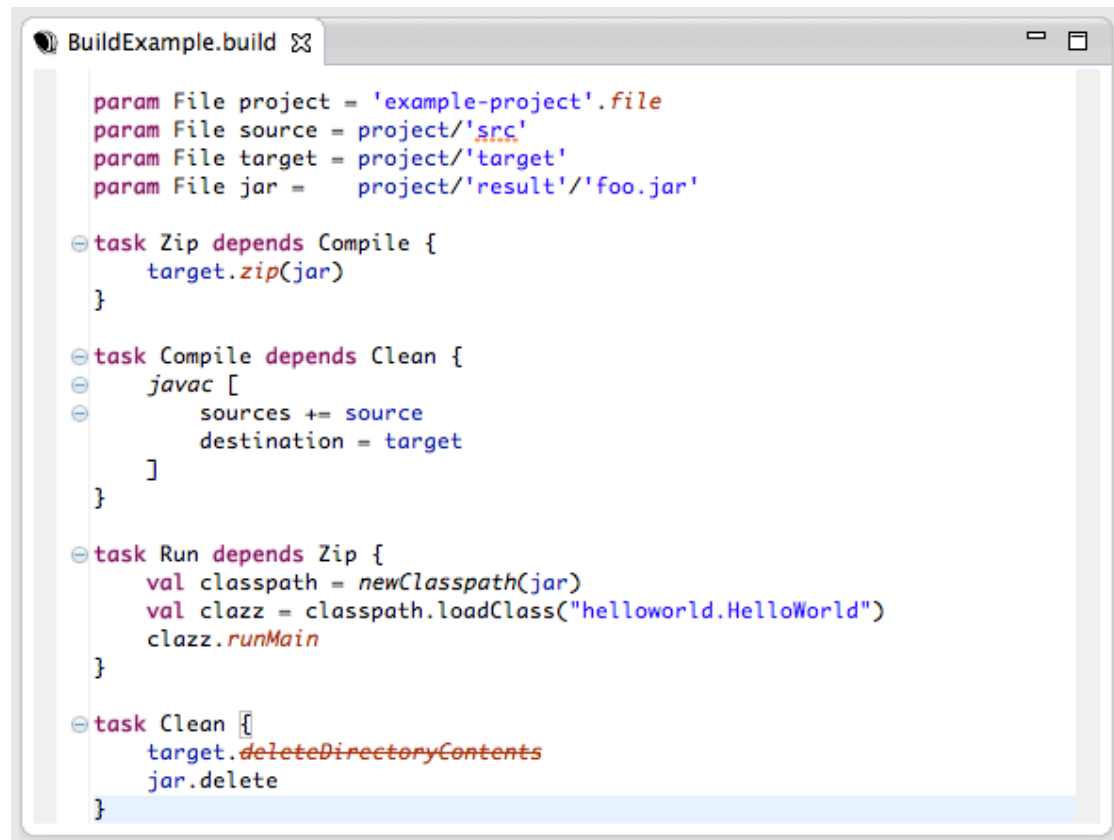 BuildExample.build
param File project = 'example-project'.file
param File source = project/'src'
param File target = project/'target'
param File jar =    project/'result'/'foo.jar'
task Zip depends Compile {
    target.zip(jar)
}
task Compile depends Clean {
    javac [
        sources += source
        destination = target
    ]
}
task Run depends Zip {
    val classpath = newClasspath(jar)
    val clazz = classpath.loadClass("helloworld.HelloWorld")
    clazz.runMain
}
task Clean {
    target.deleteDirectoryContents
    jar.delete
}